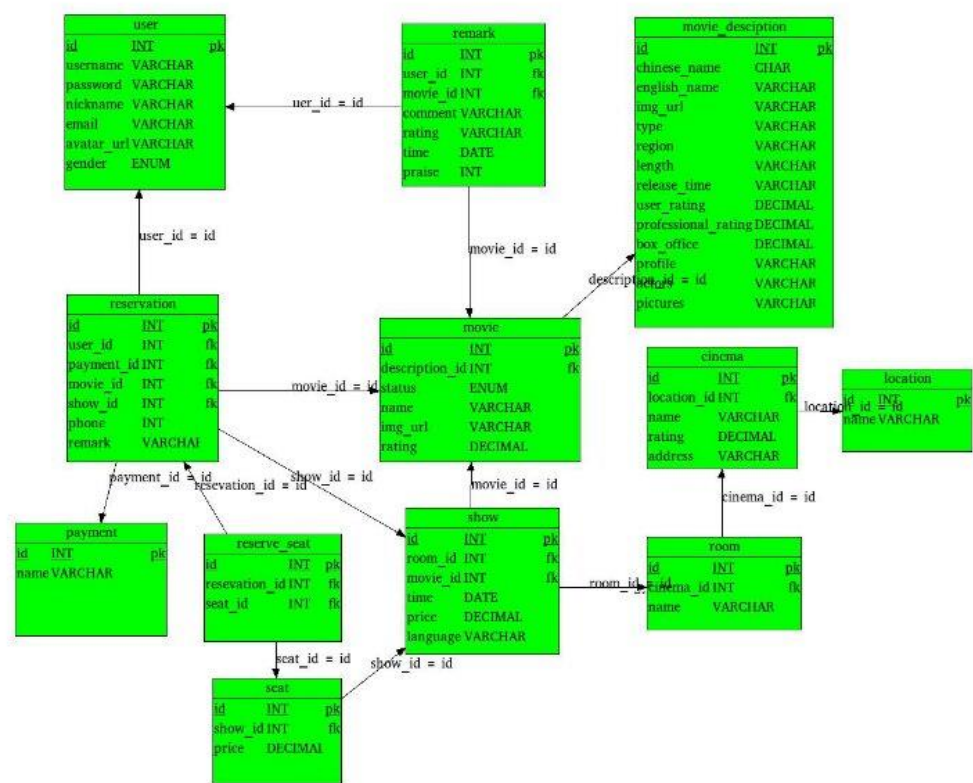 user
id INT pk
username VARCHAR
password VARCHAR
nickname VARCHAR
email VARCHAR
avatar_url VARCHAR
gender ENUM
uer_id = id
remark
id INT pk
user_id INT fk
movie_id INT fk
comment VARCHAR
rating VARCHAR
time DATE
praise INT
movie_desciption
id INT pk
chinese_name CHAR
english_name VARCHAR
img_url VARCHAR
type VARCHAR
region VARCHAR
length VARCHAR
release_time VARCHAR
user_rating DECIMAL
professional_rating DECIMAL
box_office DECIMAL
profile VARCHAR
actors VARCHAR
pictures VARCHAR
user_id = id
movie_id = id
description_id = id
reservation
id INT pk
user_id INT fk
payment_id INT fk
movie_id INT fk
show_id INT fk
phone INT
remark VARCHAR
movie_id = id
movie
id INT pk
description_id INT fk
status ENUM
name VARCHAR
img_url VARCHAR
rating DECIMAL
cinema
id INT pk
location_id INT fk
name VARCHAR
rating DECIMAL
address VARCHAR
location_id = id
location
id INT pk
name VARCHAR
payment_id = id
resevation_id = id
show_id = id
movie_id = id
cinema_id = id
payment
id INT pk
name VARCHAR
reserve_seat
id INT pk
resevation_id INT fk
seat_id INT fk
show
id INT pk
room_id INT fk
movie_id INT fk
time DATE
price DECIMAL
language VARCHAR
room_id = id
room
id INT pk
cinema_id INT fk
name VARCHAR
seat_id = id
show_id = id
seat
id INT pk
show_id INT fk
price DECIMAL